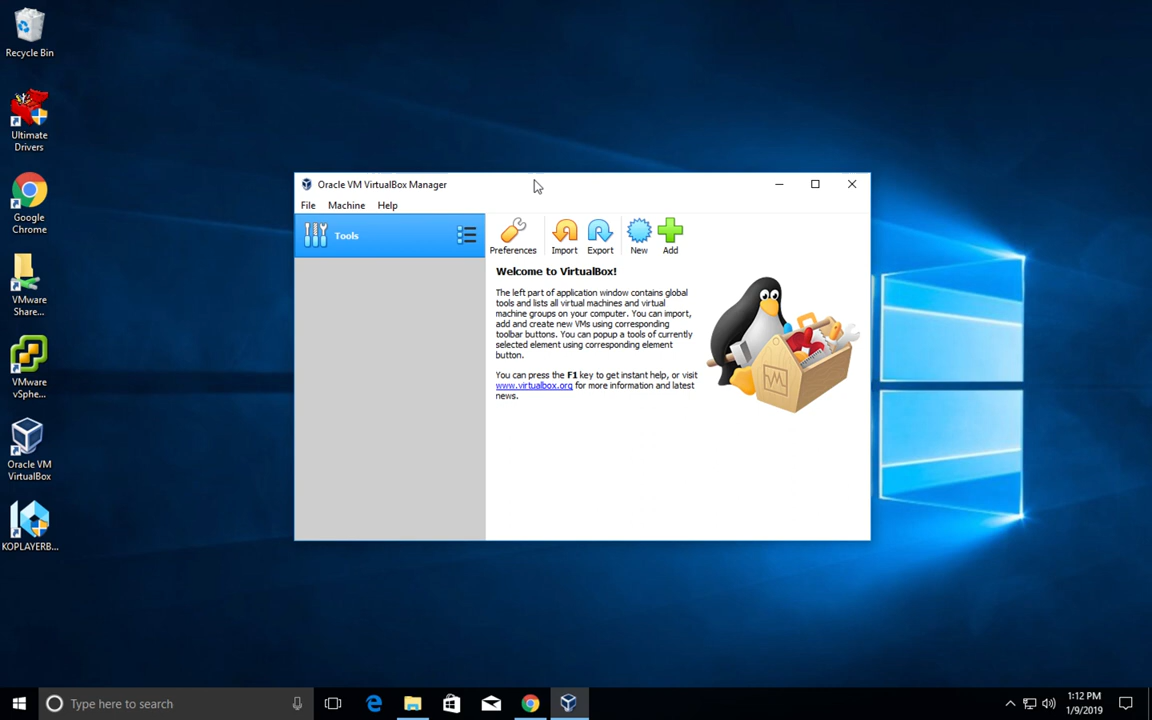 Recycle Bin
Ultimate
Drivers
Google
Chrome
VMware
Share...
VMware
vSphe...
Oracle VM
VirtualBox
KOPLAYERB...
Oracle VM VirtualBox Manager
File Machine Help
Tools
Preferences Import Export New Add
Welcome to VirtualBox!
The left part of application window contains global
tools and lists all virtual machines and virtual
machine groups on your computer. You can import,
add and create new VMs using corresponding
toolbar buttons. You can popup a tools of currently
selected element using corresponding element
button.
You can press the F1 key to get instant help, or visit
www.virtualbox.org for more information and latest
news.
Type here to search
1:12 PM
1/9/2019